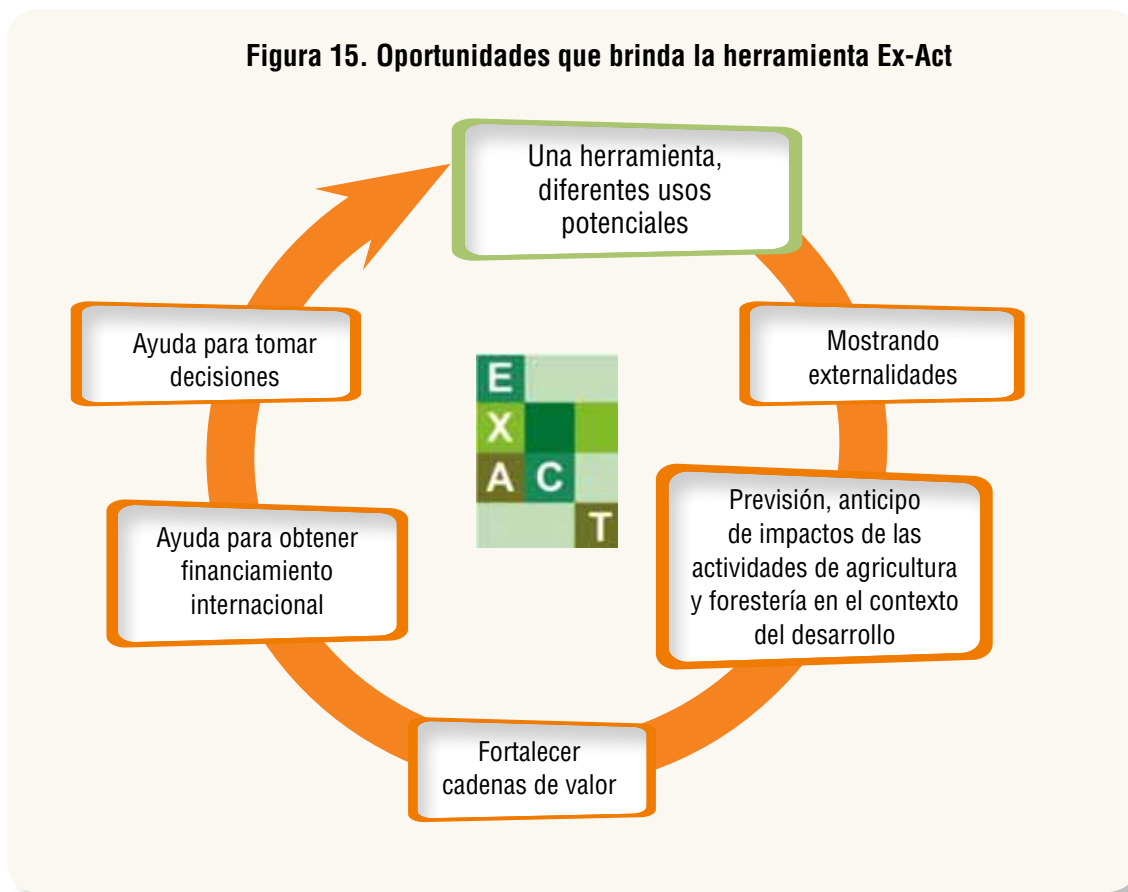 Figura 15. Oportunidades que brinda la herramienta Ex-Act
Una herramienta,
diferentes usos
potenciales
Mostrando
externalidades
Previsión, anticipo
de impactos de las
actividades de agricultura
y forestería en el contexto
del desarrollo
Fortalecer
cadenas de valor
Ayuda para obtener
financiamiento
internacional
Ayuda para tomar
decisiones
E
X
A C
T